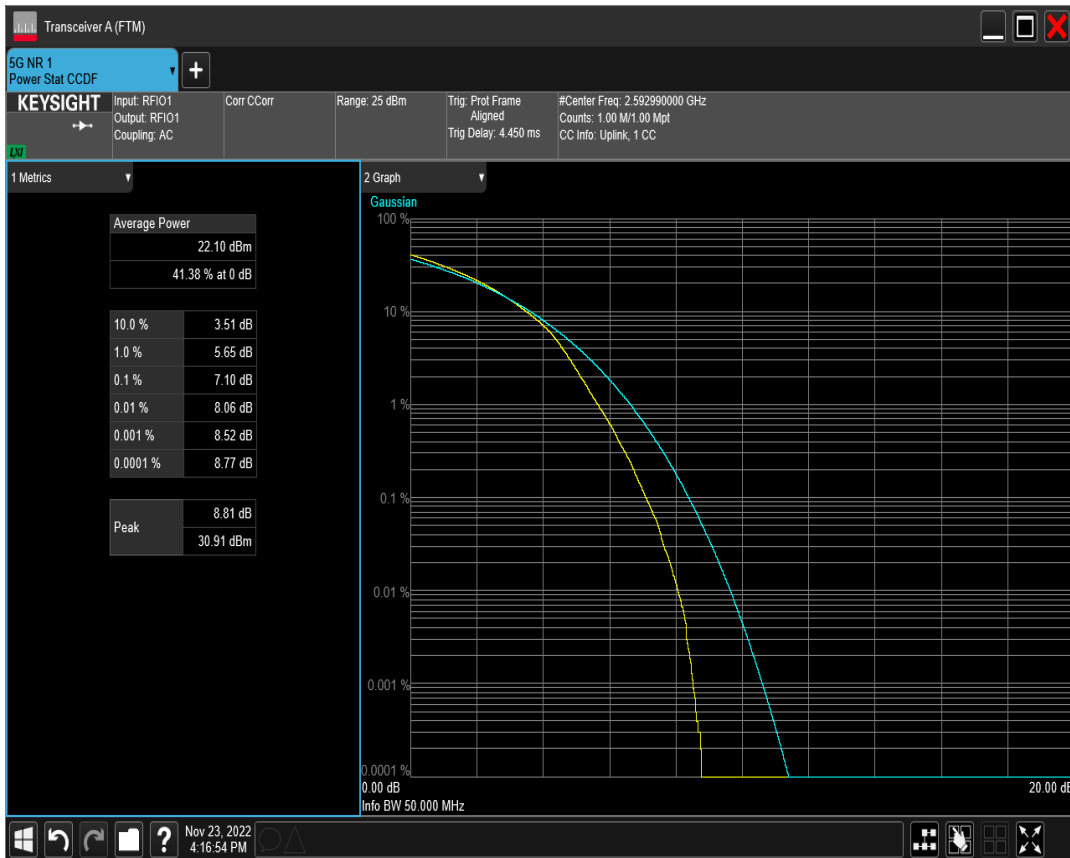 Transceiver A (FTM)
5G NR 1
Power Stat CCDF
+
KEYSIGHT
LXI
Input: RFIO1
Output: RFIO1
Coupling: AC
Corr CCorr
Range: 25 dBm
Trig: Prot Frame
Aligned
Trig Delay: 4.450 ms
#Center Freq: 2.592990000 GHz
Counts: 1.00 M/1.00 Mpt
CC Info: Uplink, 1 CC
1 Metrics
Average Power
22.10 dBm
41.38 % at 0 dB
10.0 % 3.51 dB
1.0 % 5.65 dB
0.1 % 7.10 dB
0.01 % 8.06 dB
0.001 % 8.52 dB
0.0001 % 8.77 dB
Peak 8.81 dB
30.91 dBm
2 Graph
Gaussian
100 %
10 %
1 %
0.1 %
0.01 %
0.001 %
0.0001 %
0.00 dB 20.00 dB
Info BW 50.000 MHz
? Nov 23, 2022
4:16:54 PM